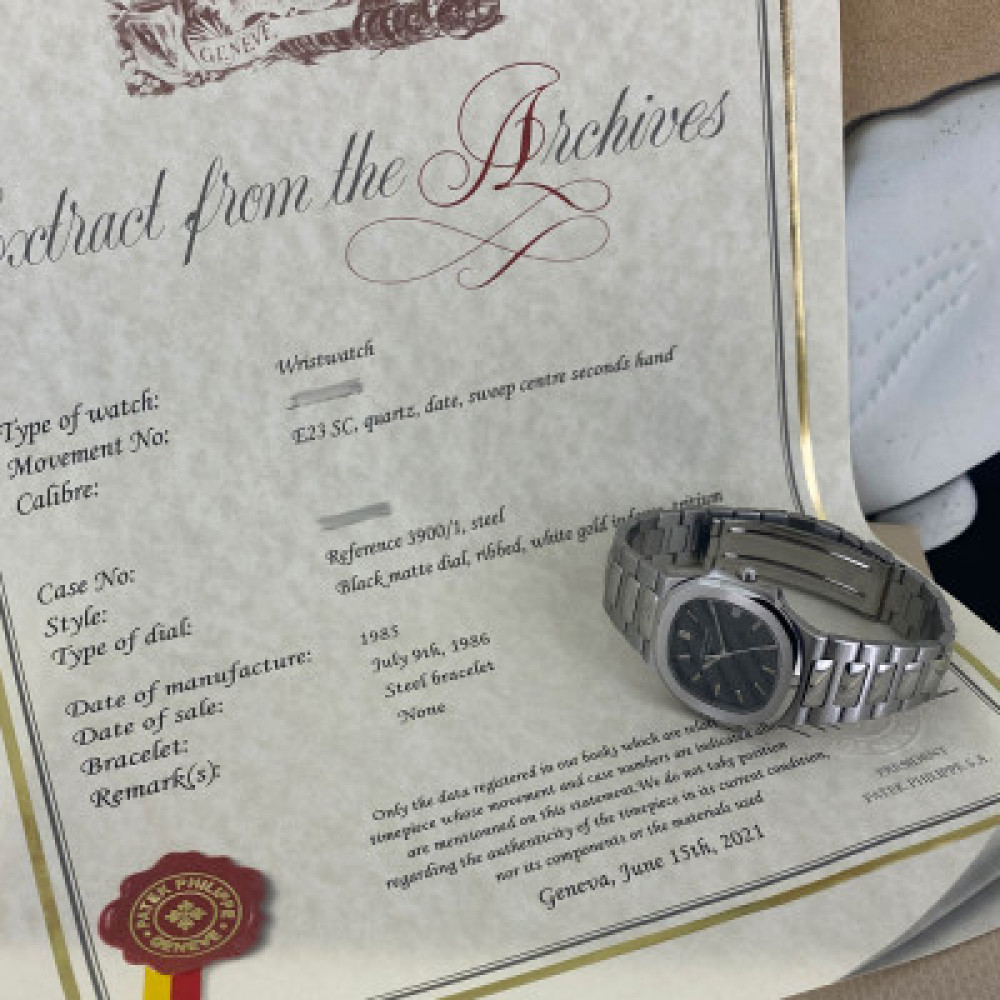 GENEVE
Extract from the Archives
Type of watch: Wristwatch
Movement No:
Calibre: E23 SC, quartz, date, sweep centre seconds hand
Case No:
Style: Reference 3900/1, steel
Type of dial: Black matte dial, ribbed, white gold tritium
Date of manufacture: 1985
Date of sale: July 9th, 1986
Bracelet: Steel bracelet
Remark(s): None
Only the data registered in our books which are
timepiece whose movement and case numbers are indicated
are mentionned on this statement. We do not take position
regarding the authenticity of the timepiece in its current condition,
nor its components or the materials used
Geneva, June 15th, 2021
PRESIDENT
PATEK PHILIPPE S.A.
PATEK PHILIPPE
GENEVE